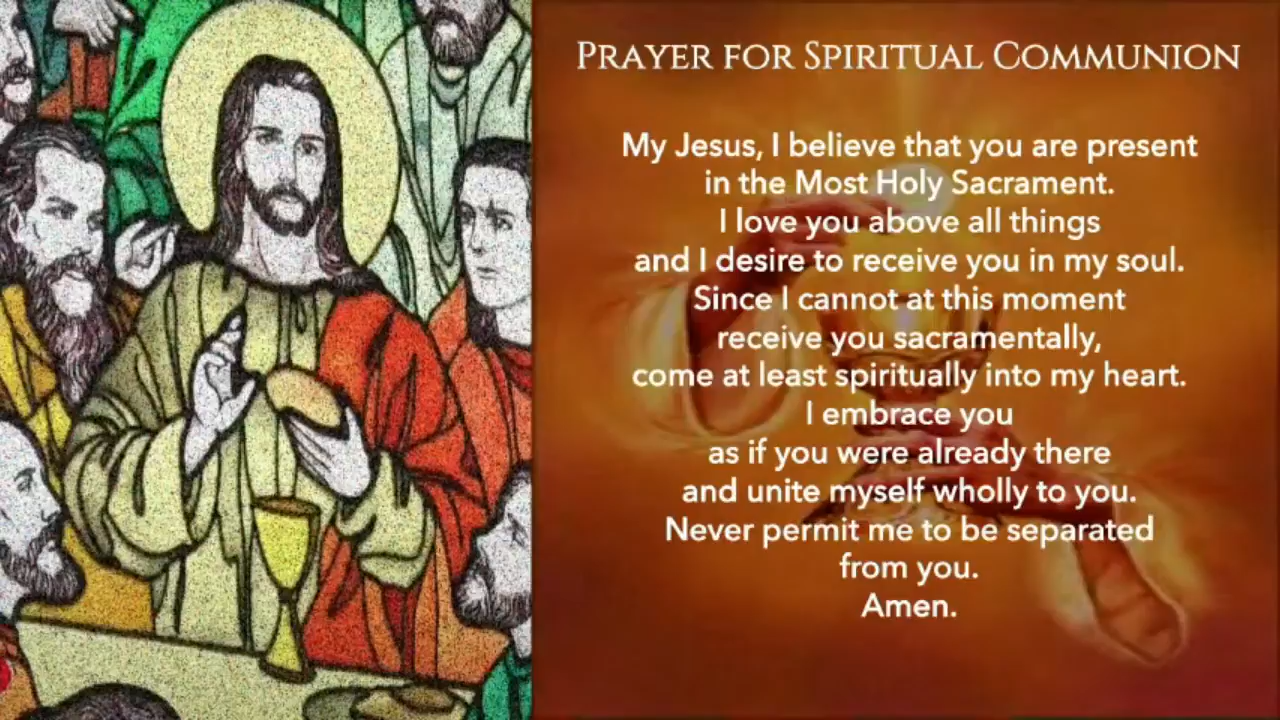 PRAYER FOR SPIRITUAL COMMUNION
My Jesus, I believe that you are present
in the Most Holy Sacrament.
I love you above all things
and I desire to receive you in my soul.
Since I cannot at this moment
receive you sacramentally,
come at least spiritually into my heart.
I embrace you
as if you were already there
and unite myself wholly to you.
Never permit me to be separated
from you.
Amen.